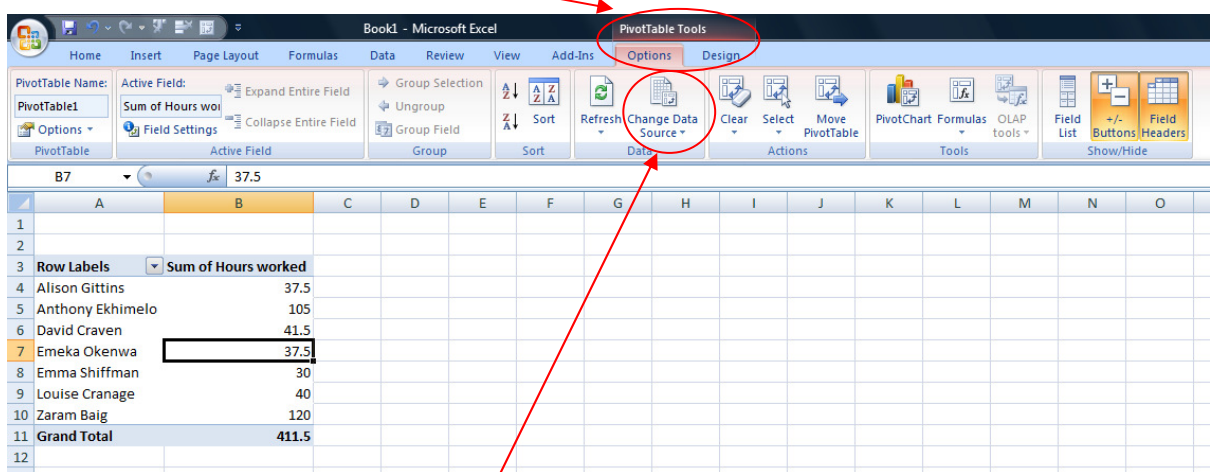 Book1 - Microsoft Excel PivotTable Tools
Home Insert Page Layout Formulas Data Review View Add-Ins Options Design
PivotTable Name: Active Field: Expand Entire Field Group Selection
PivotTable1 Sum of Hours wor Collapse Entire Field Ungroup Sort Refresh Change Data Source Clear Select Move PivotTable PivotChart Formulas OLAP tools Field List +/- Buttons Field Headers
Options Field Settings Group Field
PivotTable Active Field Group Sort Data Actions Tools Show/Hide
B7 fx 37.5
A B C D E F G H I J K L M N O
1
2
3 Row Labels Sum of Hours worked
4 Alison Gittins 37.5
5 Anthony Ekhimelo 105
6 David Craven 41.5
7 Emeka Okenwa 37.5
8 Emma Shiffman 30
9 Louise Cranage 40
10 Zaram Baig 120
11 Grand Total 411.5
12